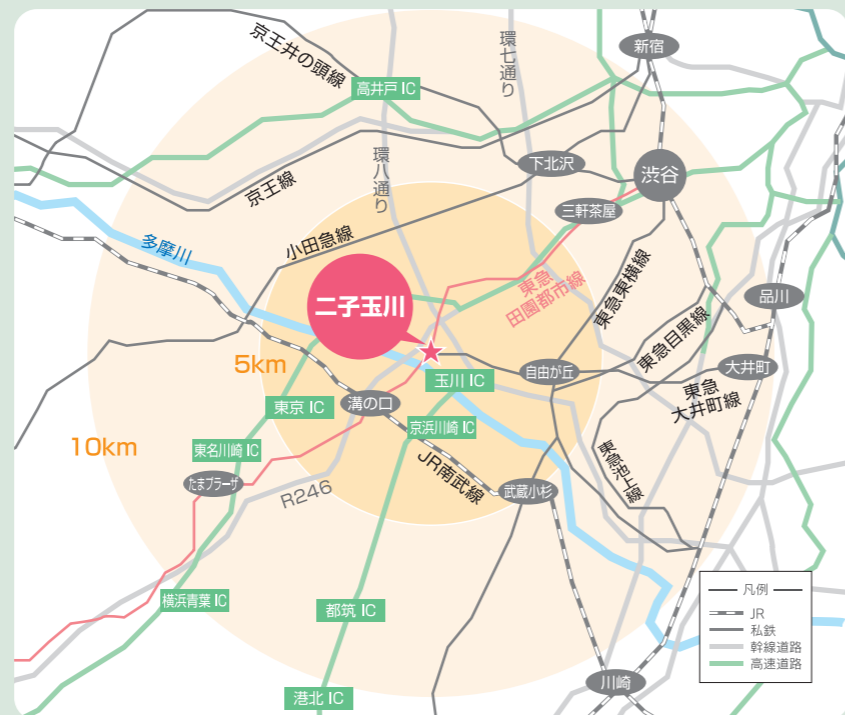 京王井の頭線
環七通り
新宿
高井戸 IC
環八通り
下北沢
渋谷
京王線
三軒茶屋
小田急線
多摩川
東急
田園都市線
東急東横線
二子玉川
品川
東急目黒線
5km
自由が丘
大井町
玉川 IC
東急
大井町線
東京 IC
溝の口
京浜川崎 IC
10km
東名川崎 IC
JR南武線
東急池上線
たまプラーザ
R246
武蔵小杉
横浜青葉 IC
都筑 IC
港北 IC
川崎
凡例
JR
私鉄
幹線道路
高速道路